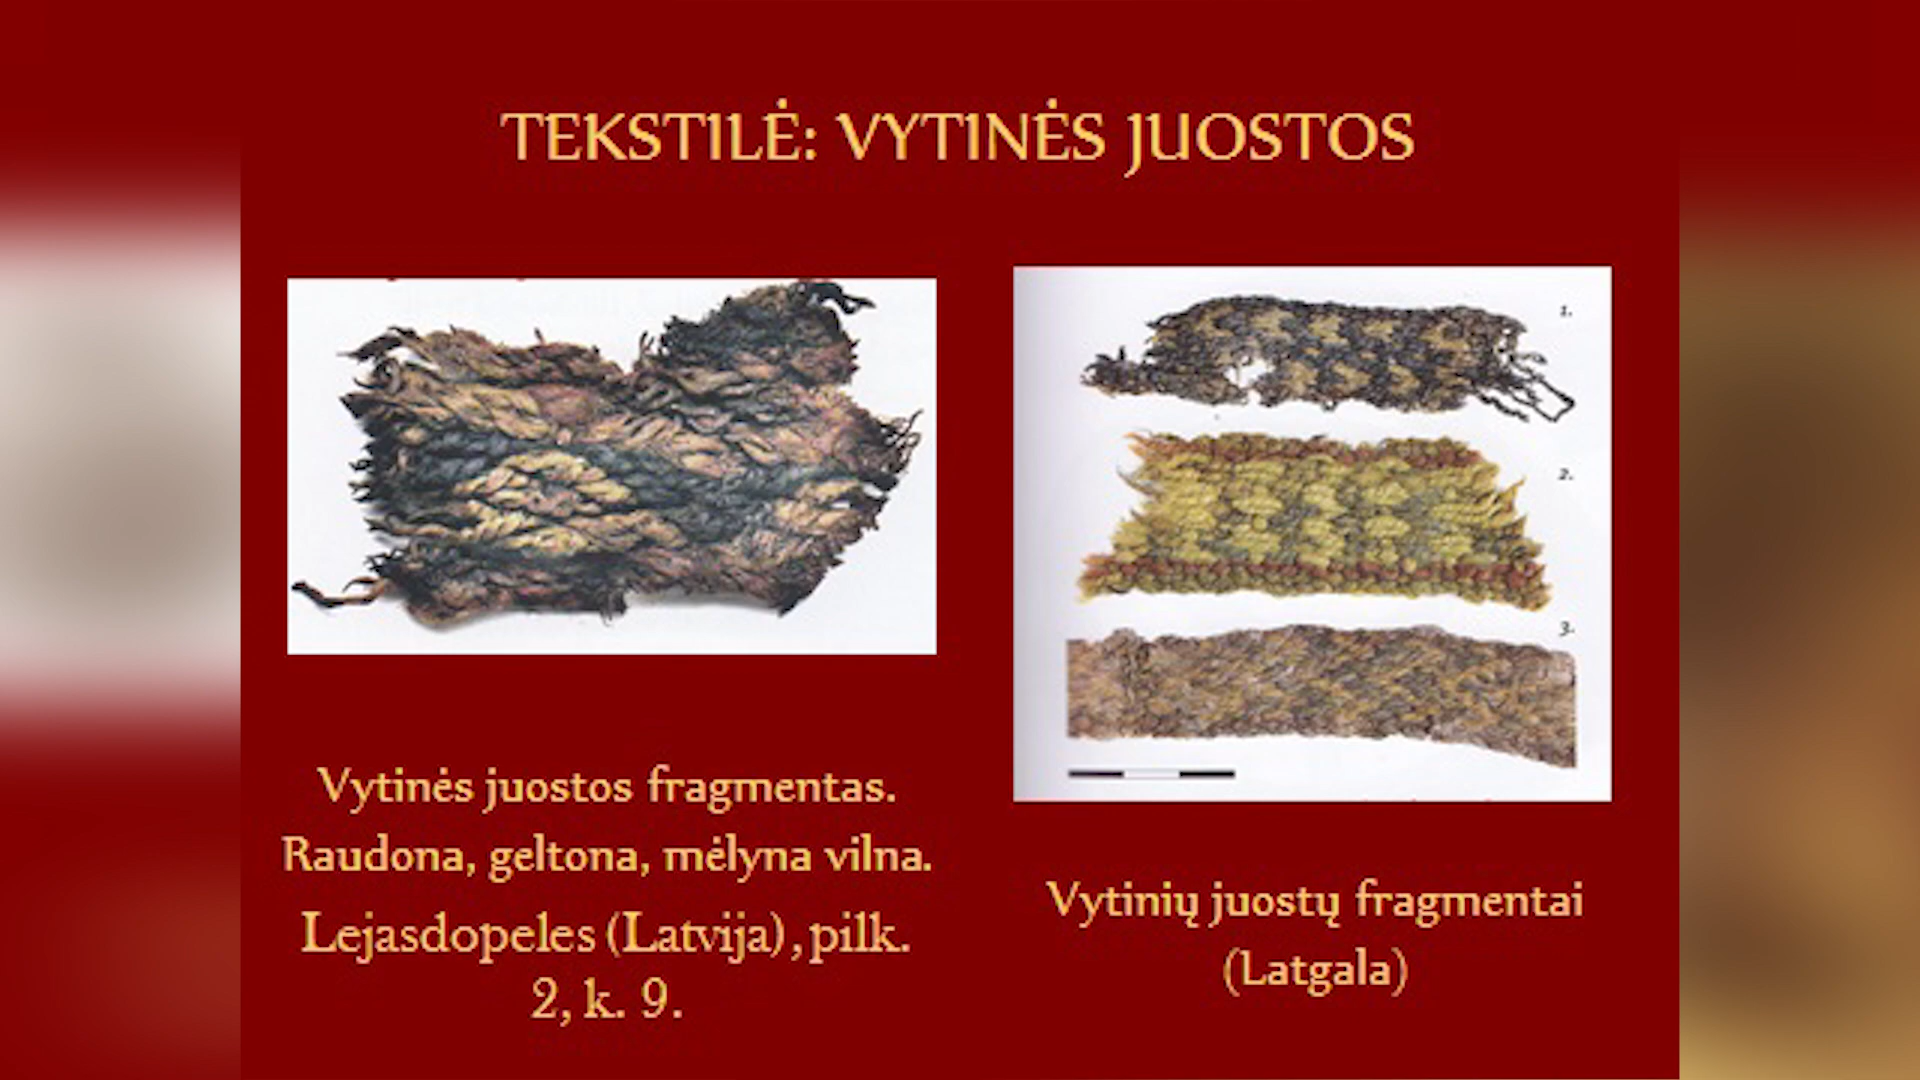 TEKSTILĖ: VYTINĖS JUOSTOS
1.
2.
3.
Vytinės juostos fragmentas.
Raudona, geltona, mėlyna vilna.
Lejasdopeles (Latvija), pilk.
2, k. 9.
Vytinių juostų fragmentai
(Latgala)